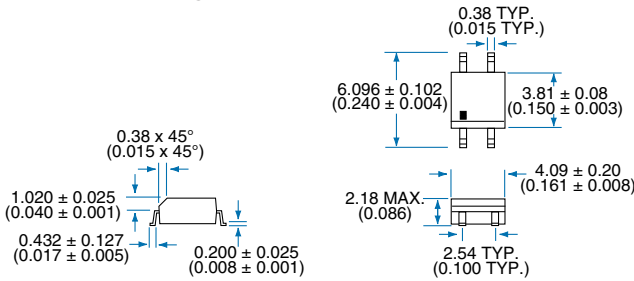 0.38 TYP.
(0.015 TYP.)
6.096 ± 0.102
(0.240 ± 0.004)
3.81 ± 0.08
(0.150 ± 0.003)
0.38 x 45°
(0.015 x 45°)
1.020 ± 0.025
(0.040 ± 0.001)
4.09 ± 0.20
(0.161 ± 0.008)
2.18 MAX.
(0.086)
0.432 ± 0.127
(0.017 ± 0.005)
0.200 ± 0.025
(0.008 ± 0.001)
2.54 TYP.
(0.100 TYP.)